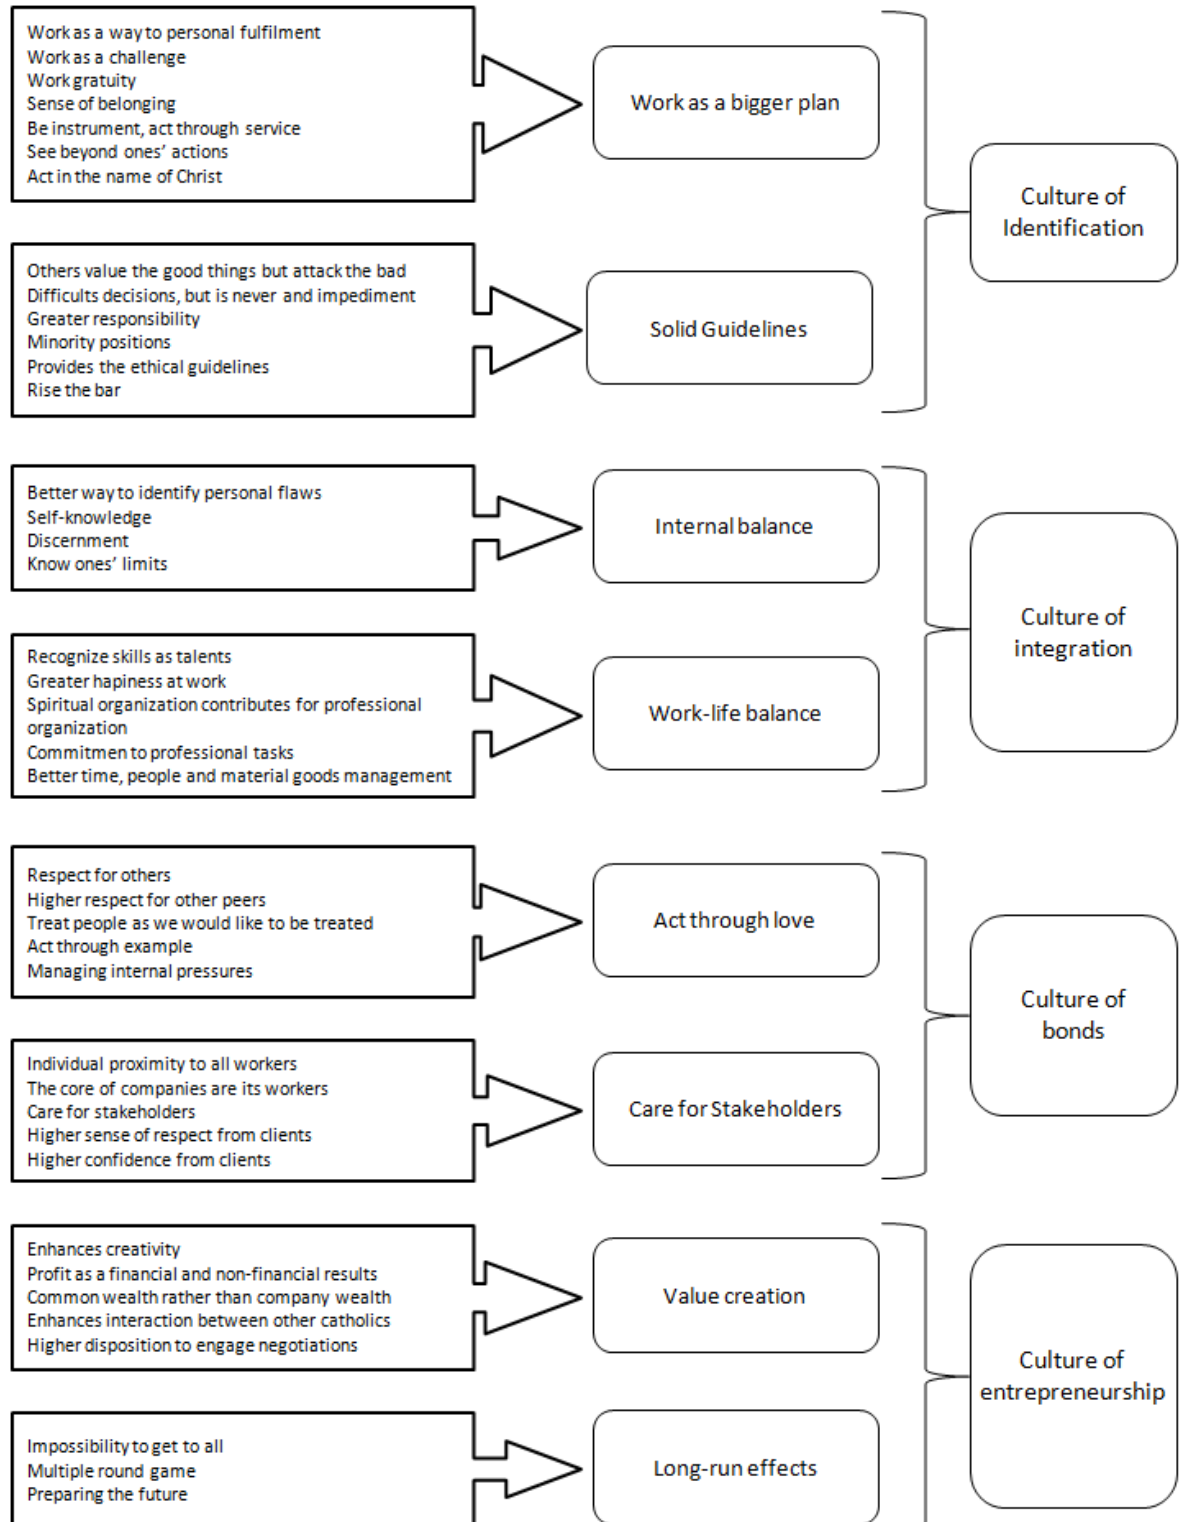 Work as a way to personal fulfilment
Work as a challenge
Work gratuity
Sense of belonging
Be instrument, act through service
See beyond ones' actions
Act in the name of Christ
Work as a bigger plan
Others value the good things but attack the bad
Difficults decisions, but is never and impediment
Greater responsibility
Minority positions
Provides the ethical guidelines
Rise the bar
Solid Guidelines
Culture of
Identification
Better way to identify personal flaws
Self-knowledge
Discernment
Know ones' limits
Internal balance
Recognize skills as talents
Greater hapiness at work
Spiritual organization contributes for professional
organization
Commitmen to professional tasks
Better time, people and material goods management
Work-life balance
Culture of
integration
Respect for others
Higher respect for other peers
Treat people as we would like to be treated
Act through example
Managing internal pressures
Act through love
Individual proximity to all workers
The core of companies are its workers
Care for stakeholders
Higher sense of respect from clients
Higher confidence from clients
Care for Stakeholders
Culture of
bonds
Enhances creativity
Profit as a financial and non-financial results
Common wealth rather than company wealth
Enhances interaction between other catholics
Higher disposition to engage negotiations
Value creation
Impossibility to get to all
Multiple round game
Preparing the future
Long-run effects
Culture of
entrepreneurship